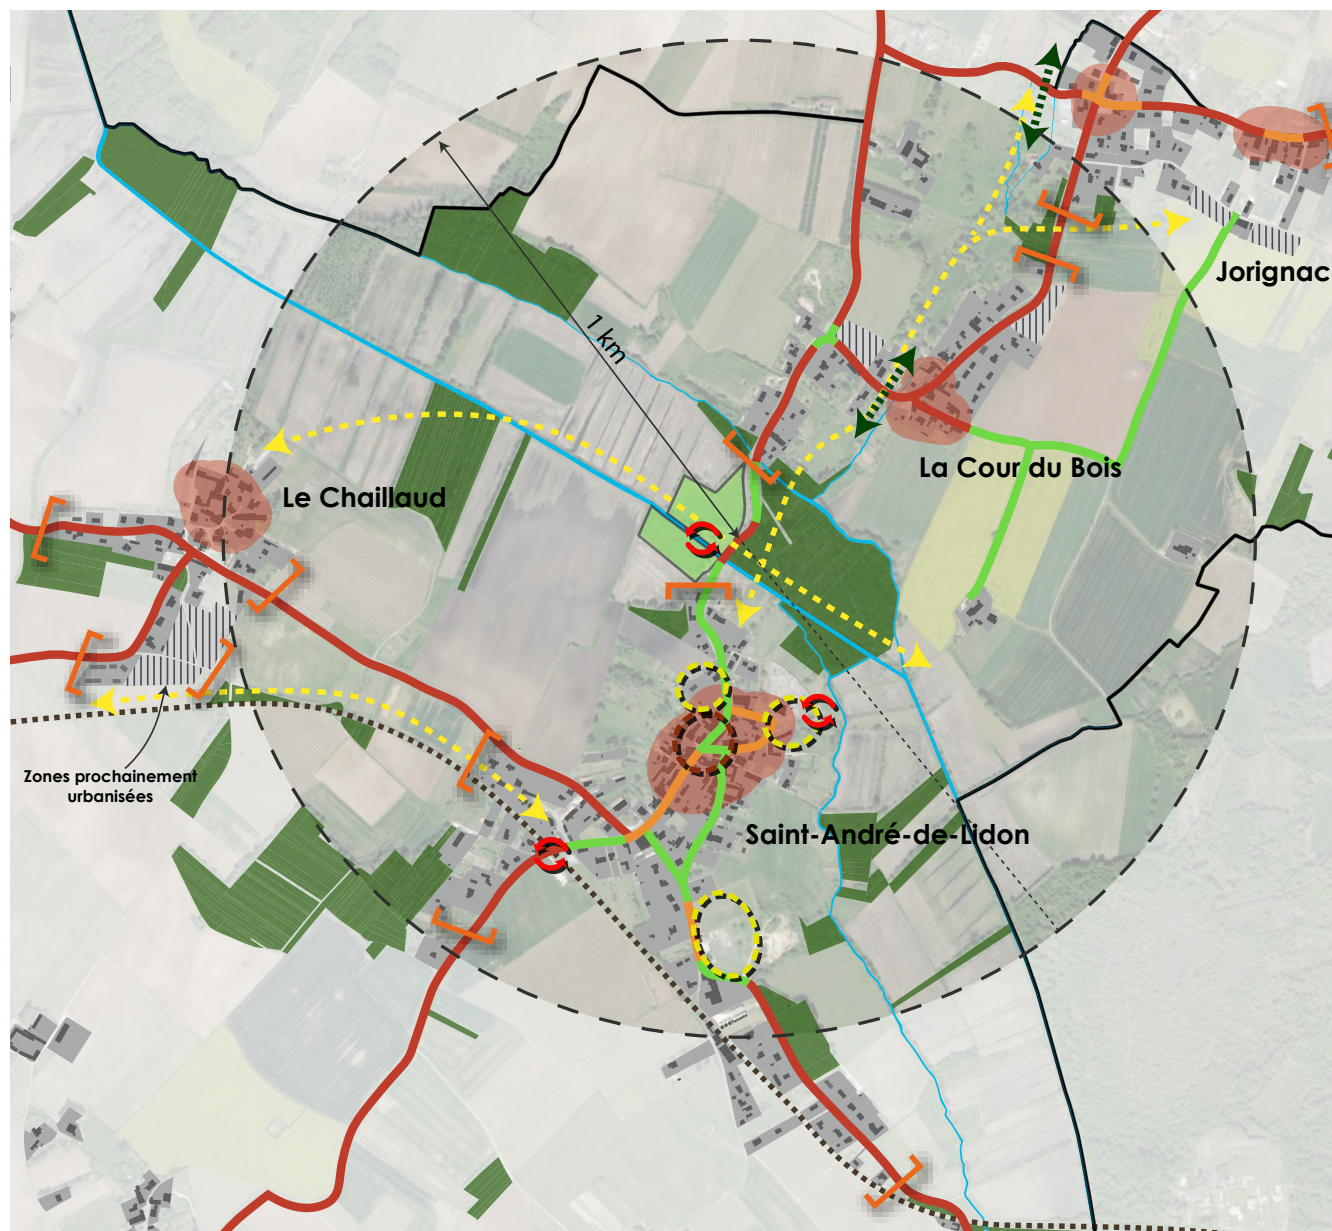 Jorignac
1 km
La Cour du Bois
Le Chaillaud
Zones prochainement
urbanisées
Saint-André-de-Lidon